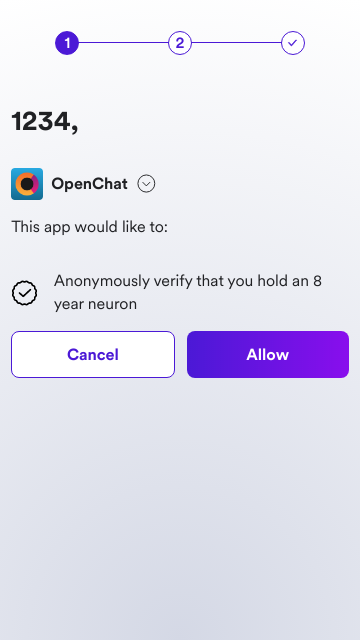 1
2
1234,
OpenChat
This app would like to:
Anonymously verify that you hold an 8
year neuron
Cancel
Allow